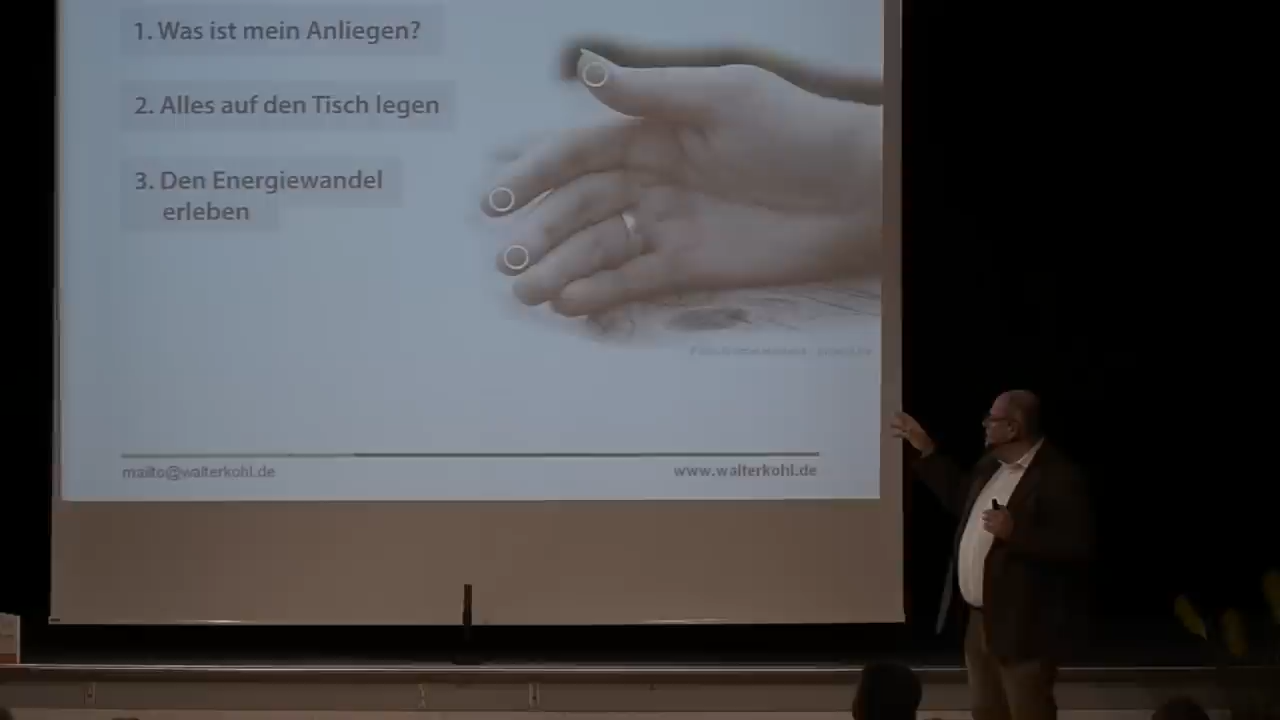 1. Was ist mein Anliegen?
2. Alles auf den Tisch legen
3. Den Energiewandel
erleben
mailto@walterkohl.de
www.walterkohl.de